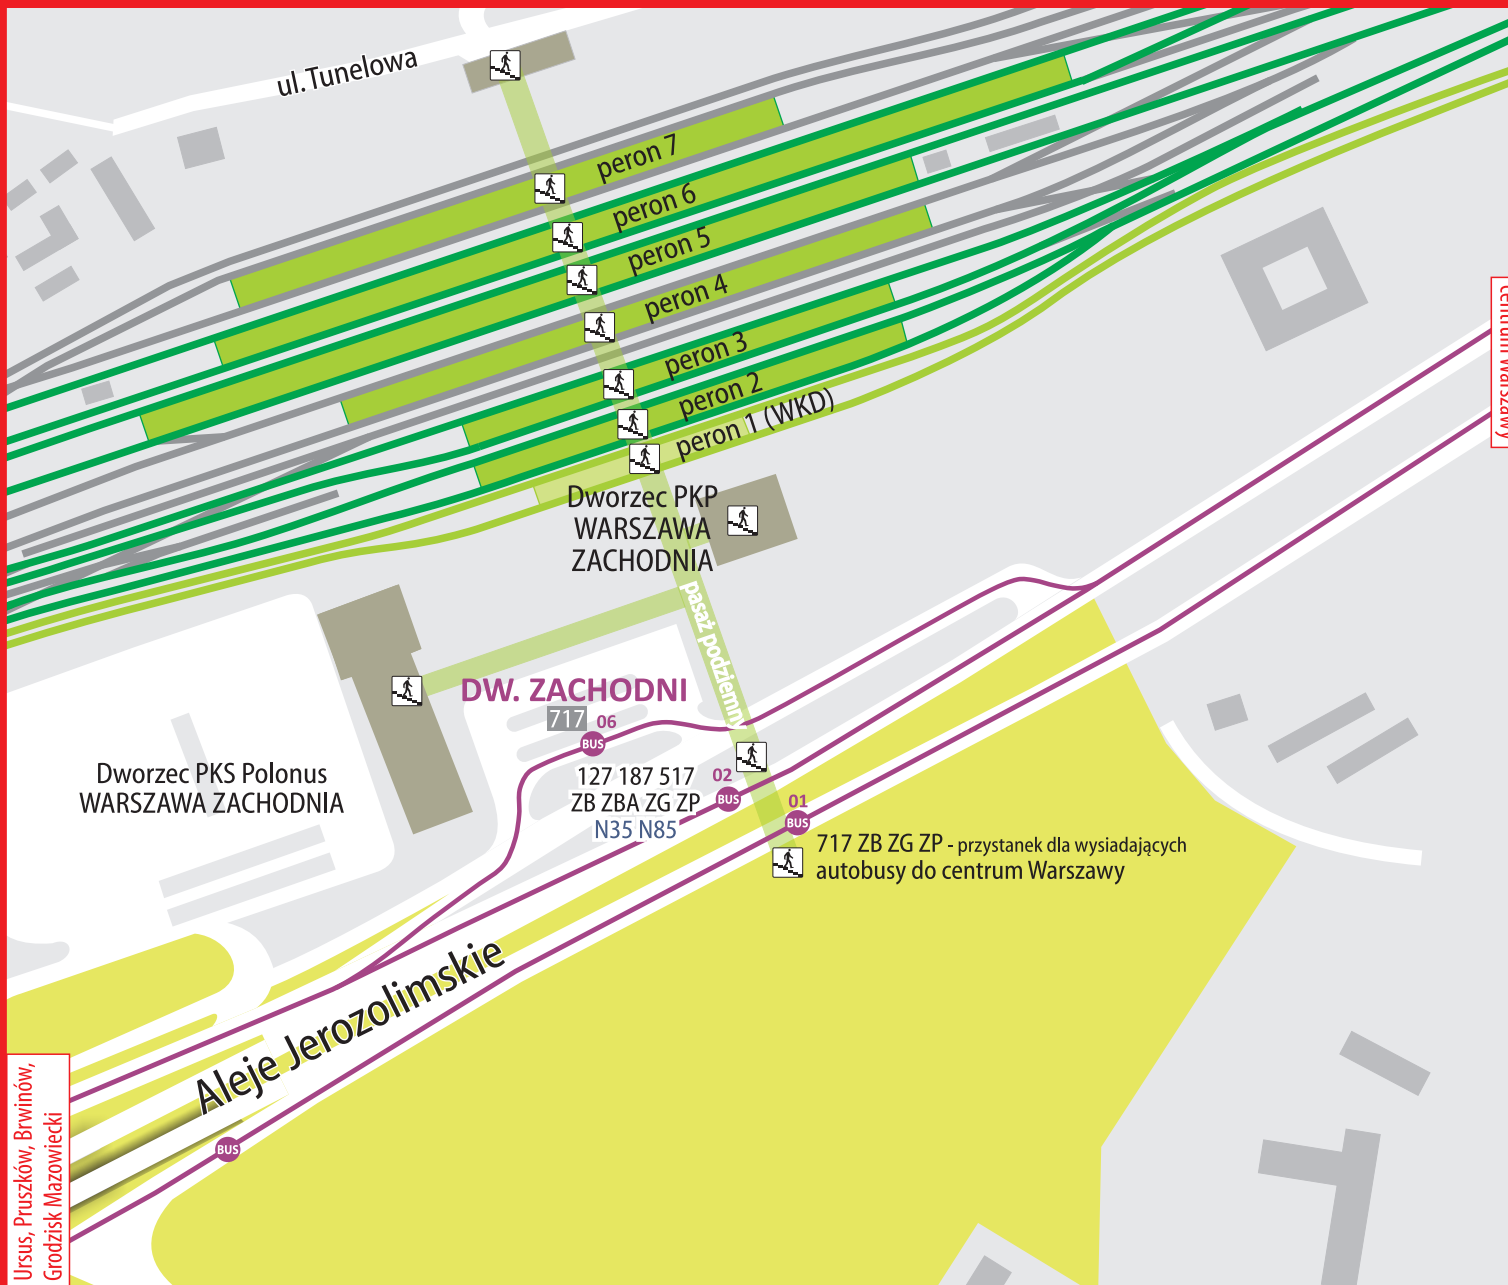 ul. Tunelowa
peron 7
peron 6
peron 5
peron 4
peron 3
peron 2
peron 1 (WKD)
Dworzec PKP
WARSZAWA
ZACHODNIA
pasaż podziemny
centrum Warszawy
DW. ZACHODNI
717 06
BUS
127 187 517 02
ZB ZBA ZG ZP BUS
N35 N85
01
BUS
Dworzec PKS Polonus
WARSZAWA ZACHODNIA
717 ZB ZG ZP - przystanek dla wysiadających
autobusy do centrum Warszawy
Aleje Jerozolimskie
BUS
Ursus, Pruszków, Brwinów,
Grodzisk Mazowiecki